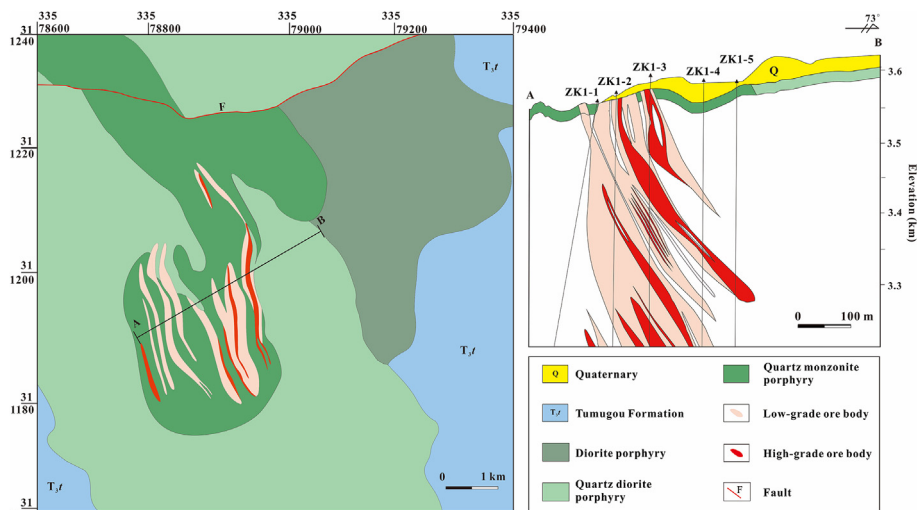 335
78600
335
78800
335
79000
335
79200
335
79400
31
1240
31
1220
31
1200
31
1180
31
F
T₃t
T₃t
T₃t
A
B
0 1 km
73°
B
A
ZK1-1
ZK1-2
ZK1-3
ZK1-4
ZK1-5
Q
3.6
3.5
3.4
3.3
Elevation (km)
0 100 m
Q Quaternary
T₃t Tumugou Formation
Diorite porphyry
Quartz diorite
porphyry
Quartz monzonite
porphyry
Low-grade ore body
High-grade ore body
F Fault